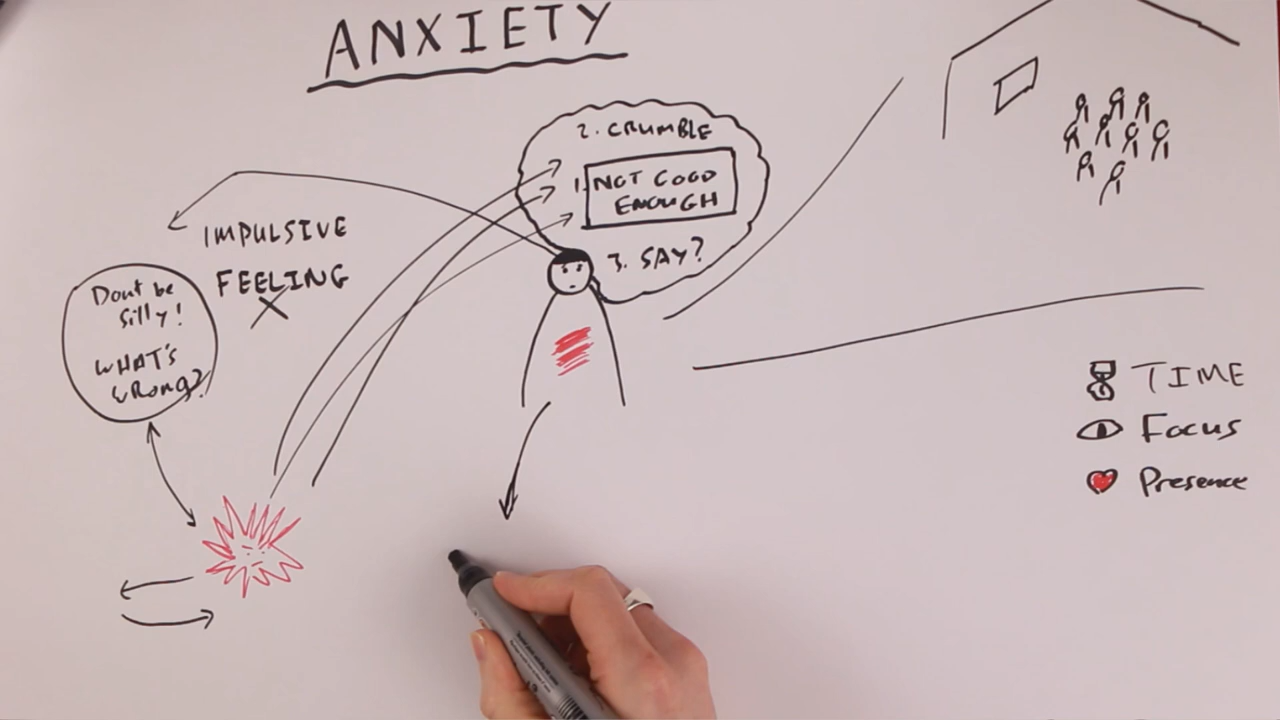 ANXIETY
2. CRUMBLE
1. NOT GOOD
ENOUGH
3. SAY?
IMPULSIVE
FEELING
Dont be
silly!
WHAT'S
WRONG?
TIME
Focus
Presence